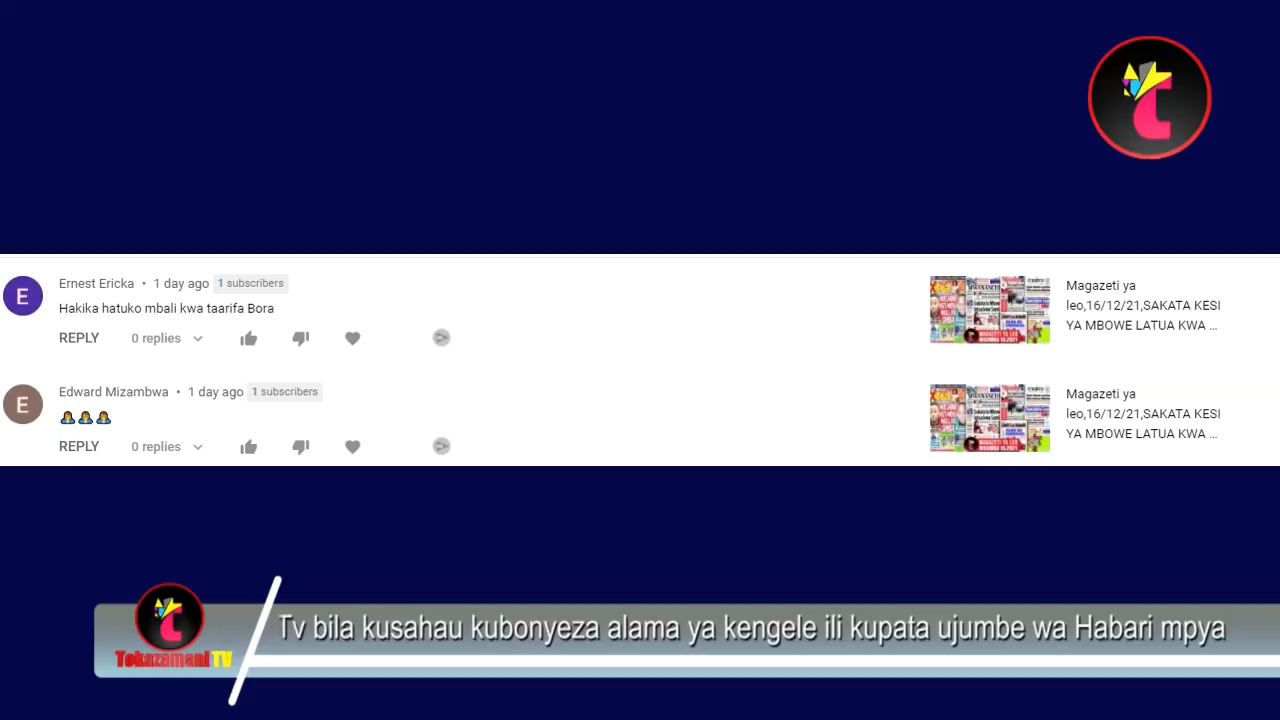 Ernest Ericka • 1 day ago 1 subscribers
Hakika hatuko mbali kwa taarifa Bora
REPLY 0 replies
Magazeti ya
leo,16/12/21,SAKATA KESI
YA MBOWE LATUA KWA ...
Edward Mizambwa • 1 day ago 1 subscribers
REPLY 0 replies
Magazeti ya
leo,16/12/21,SAKATA KESI
YA MBOWE LATUA KWA ...
Tv bila kusahau kubonyeza alama ya kengele ili kupata ujumbe wa Habari mpya
Tokazamani TV